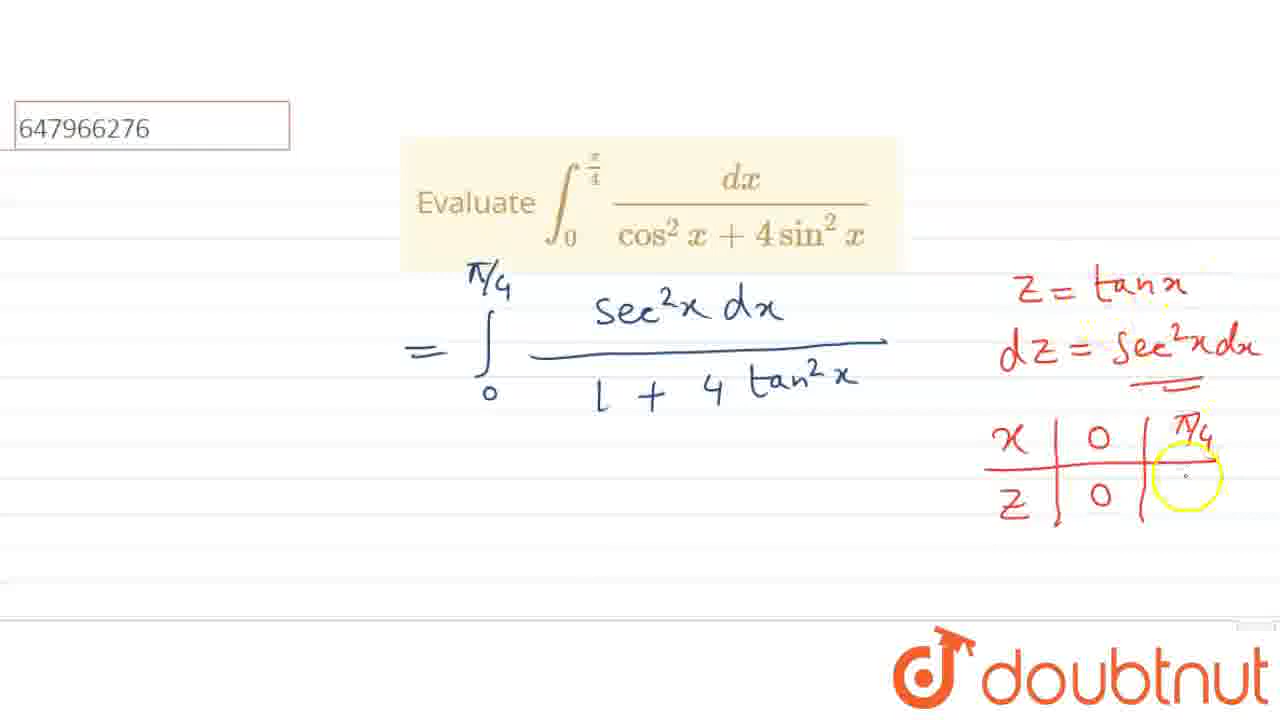 647966276
Evaluate ∫₀^(π/4) dx / (cos² x + 4 sin² x)
= ∫₀^(π/4) sec²x dx / (1 + 4 tan²x)
z = tan x
dz = sec²x dx
x | 0 | π/4
z | 0 |
doubtnut